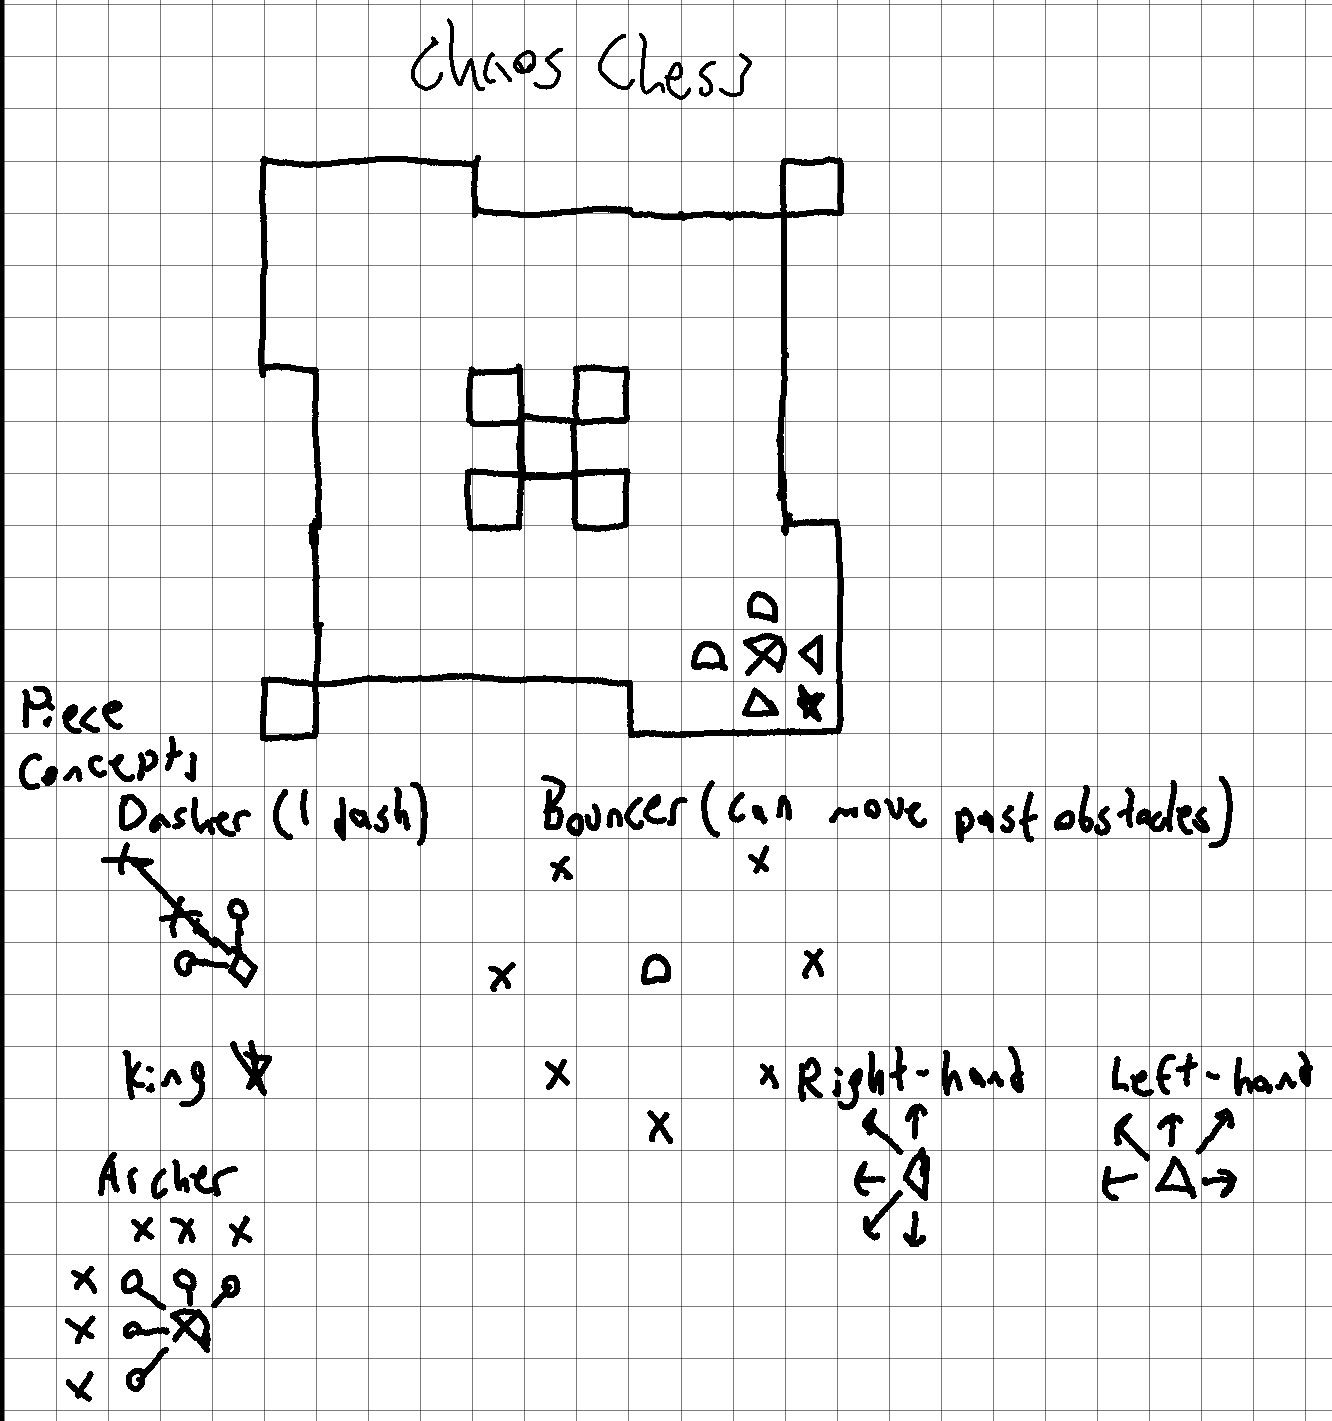 Chaos Chess
Piece
Concepts
Dasher (1 dash)
Bouncer (can move past obstacles)
King
Right-hand
Left-hand
Archer